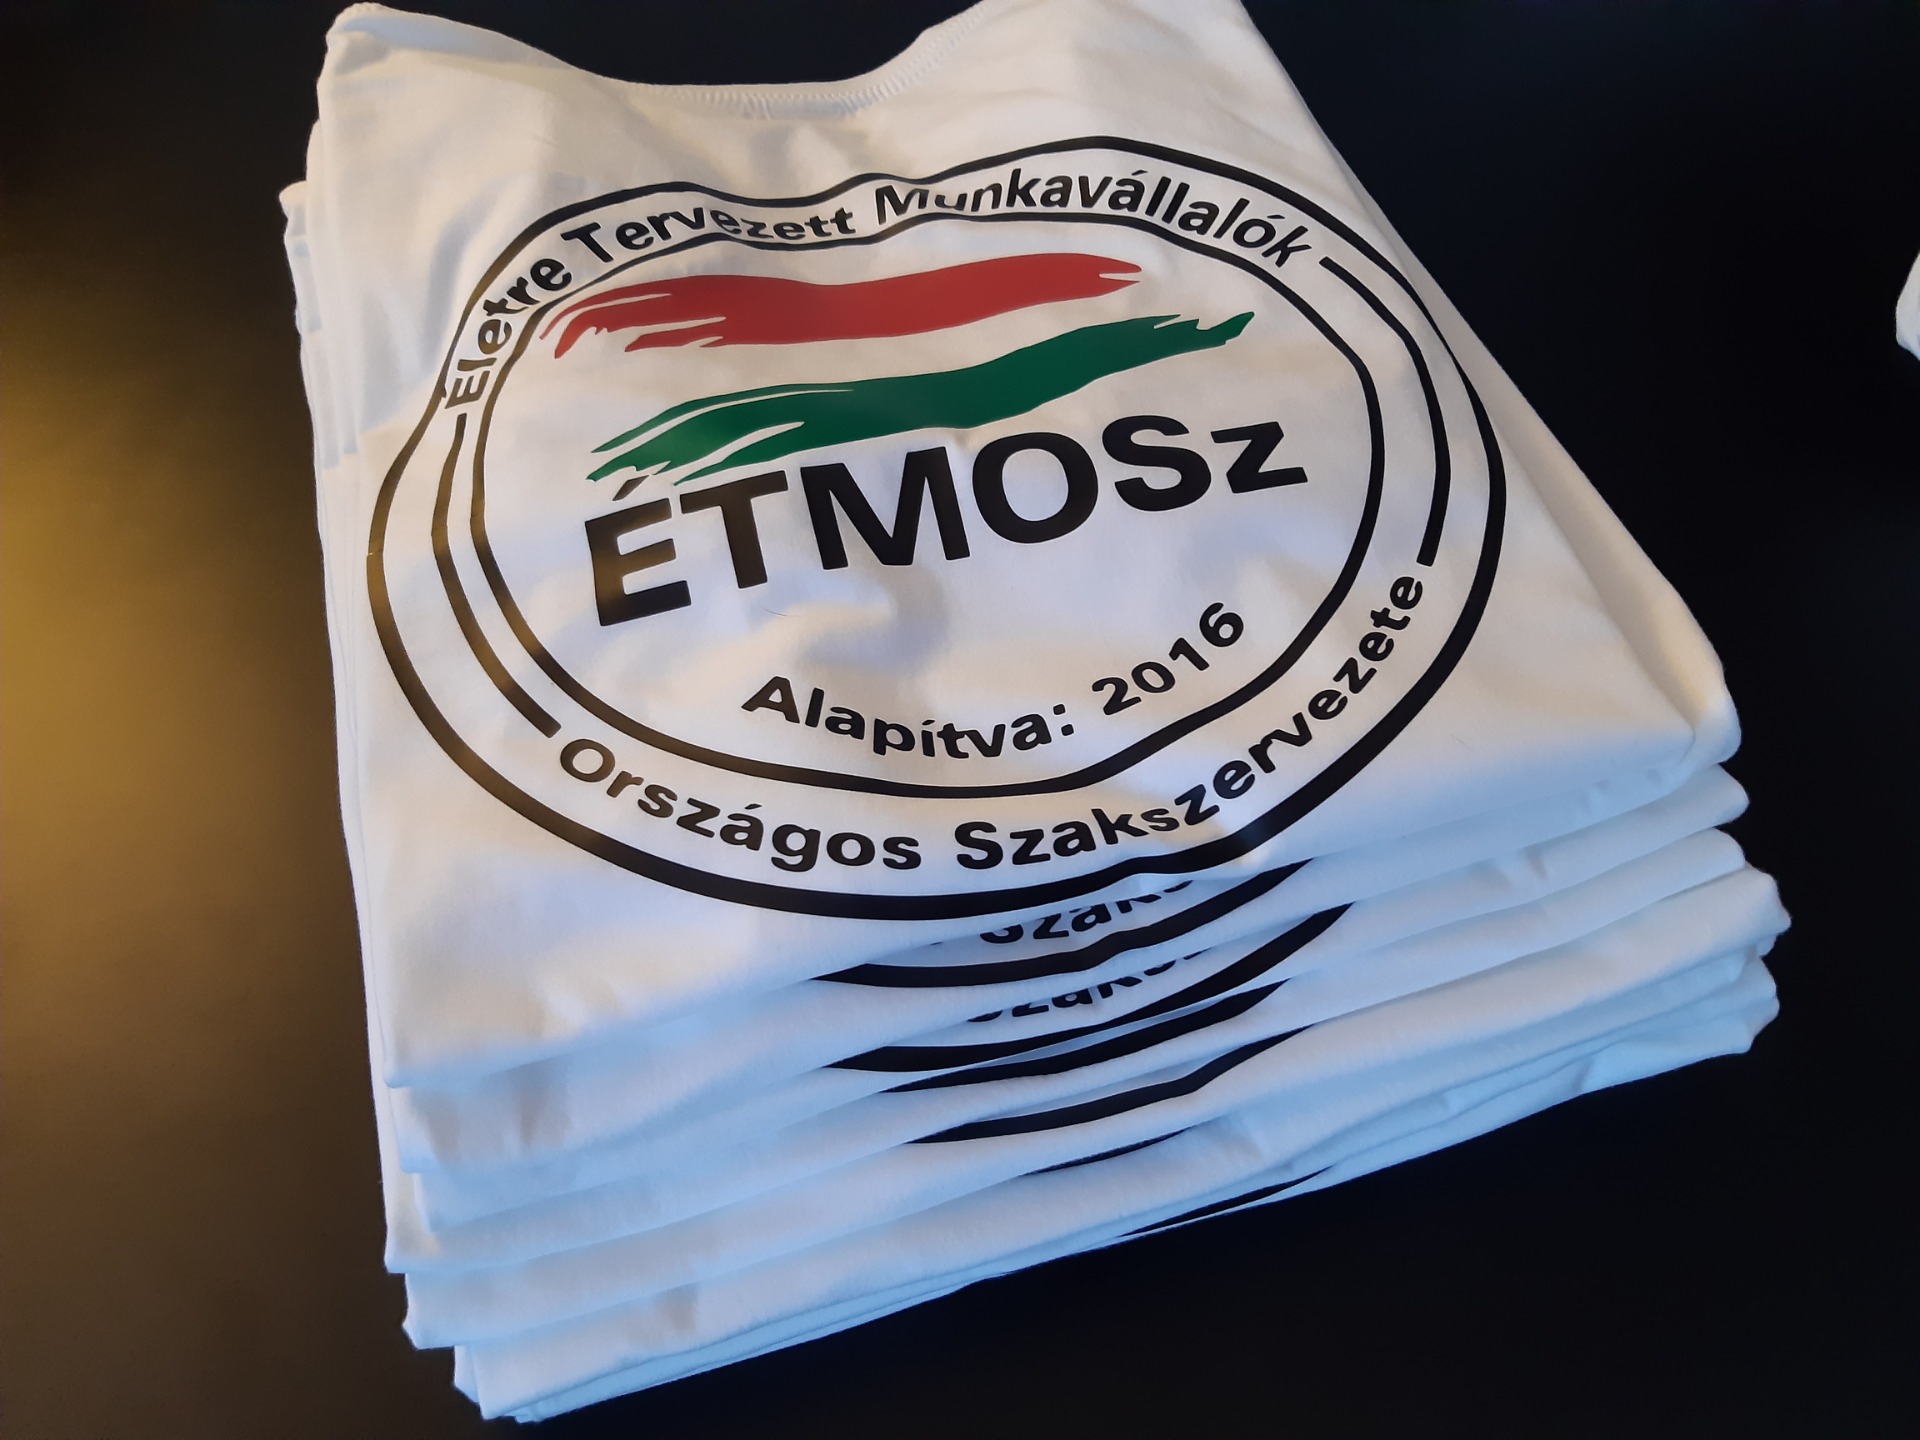 Életre Tervezett Munkavállalók
ÉTMOSz
Alapítva: 2016
Országos Szakszervezete